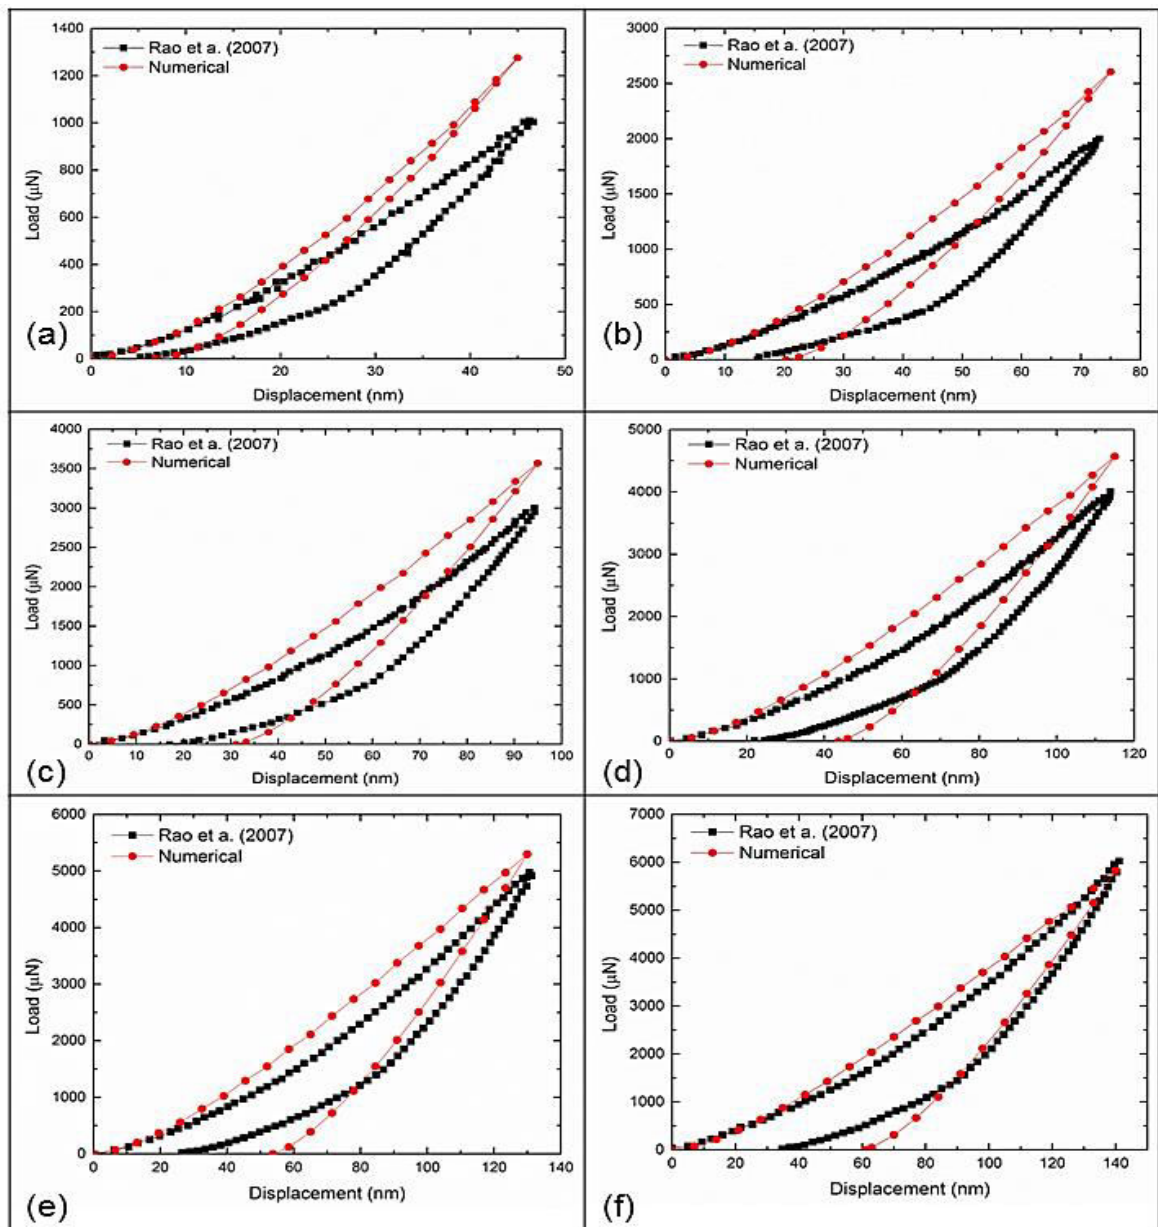 1400
1200
1000
800
600
400
200
0
Load (μN)
Rao et a. (2007)
Numerical
(a)
0 10 20 30 40 50
Displacement (nm)
3000
2500
2000
1500
1000
500
0
Load (μN)
Rao et a. (2007)
Numerical
(b)
0 10 20 30 40 50 60 70 80
Displacement (nm)
4000
3500
3000
2500
2000
1500
1000
500
0
Load (μN)
Rao et a. (2007)
Numerical
(c)
0 10 20 30 40 50 60 70 80 90 100
Displacement (nm)
5000
4000
3000
2000
1000
0
Load (μN)
Rao et a. (2007)
Numerical
(d)
0 20 40 60 80 100 120
Displacement (nm)
6000
5000
4000
3000
2000
1000
0
Load (μN)
Rao et a. (2007)
Numerical
(e)
0 20 40 60 80 100 120 140
Displacement (nm)
7000
6000
5000
4000
3000
2000
1000
0
Load (μN)
Rao et a. (2007)
Numerical
(f)
0 20 40 60 80 100 120 140
Displacement (nm)